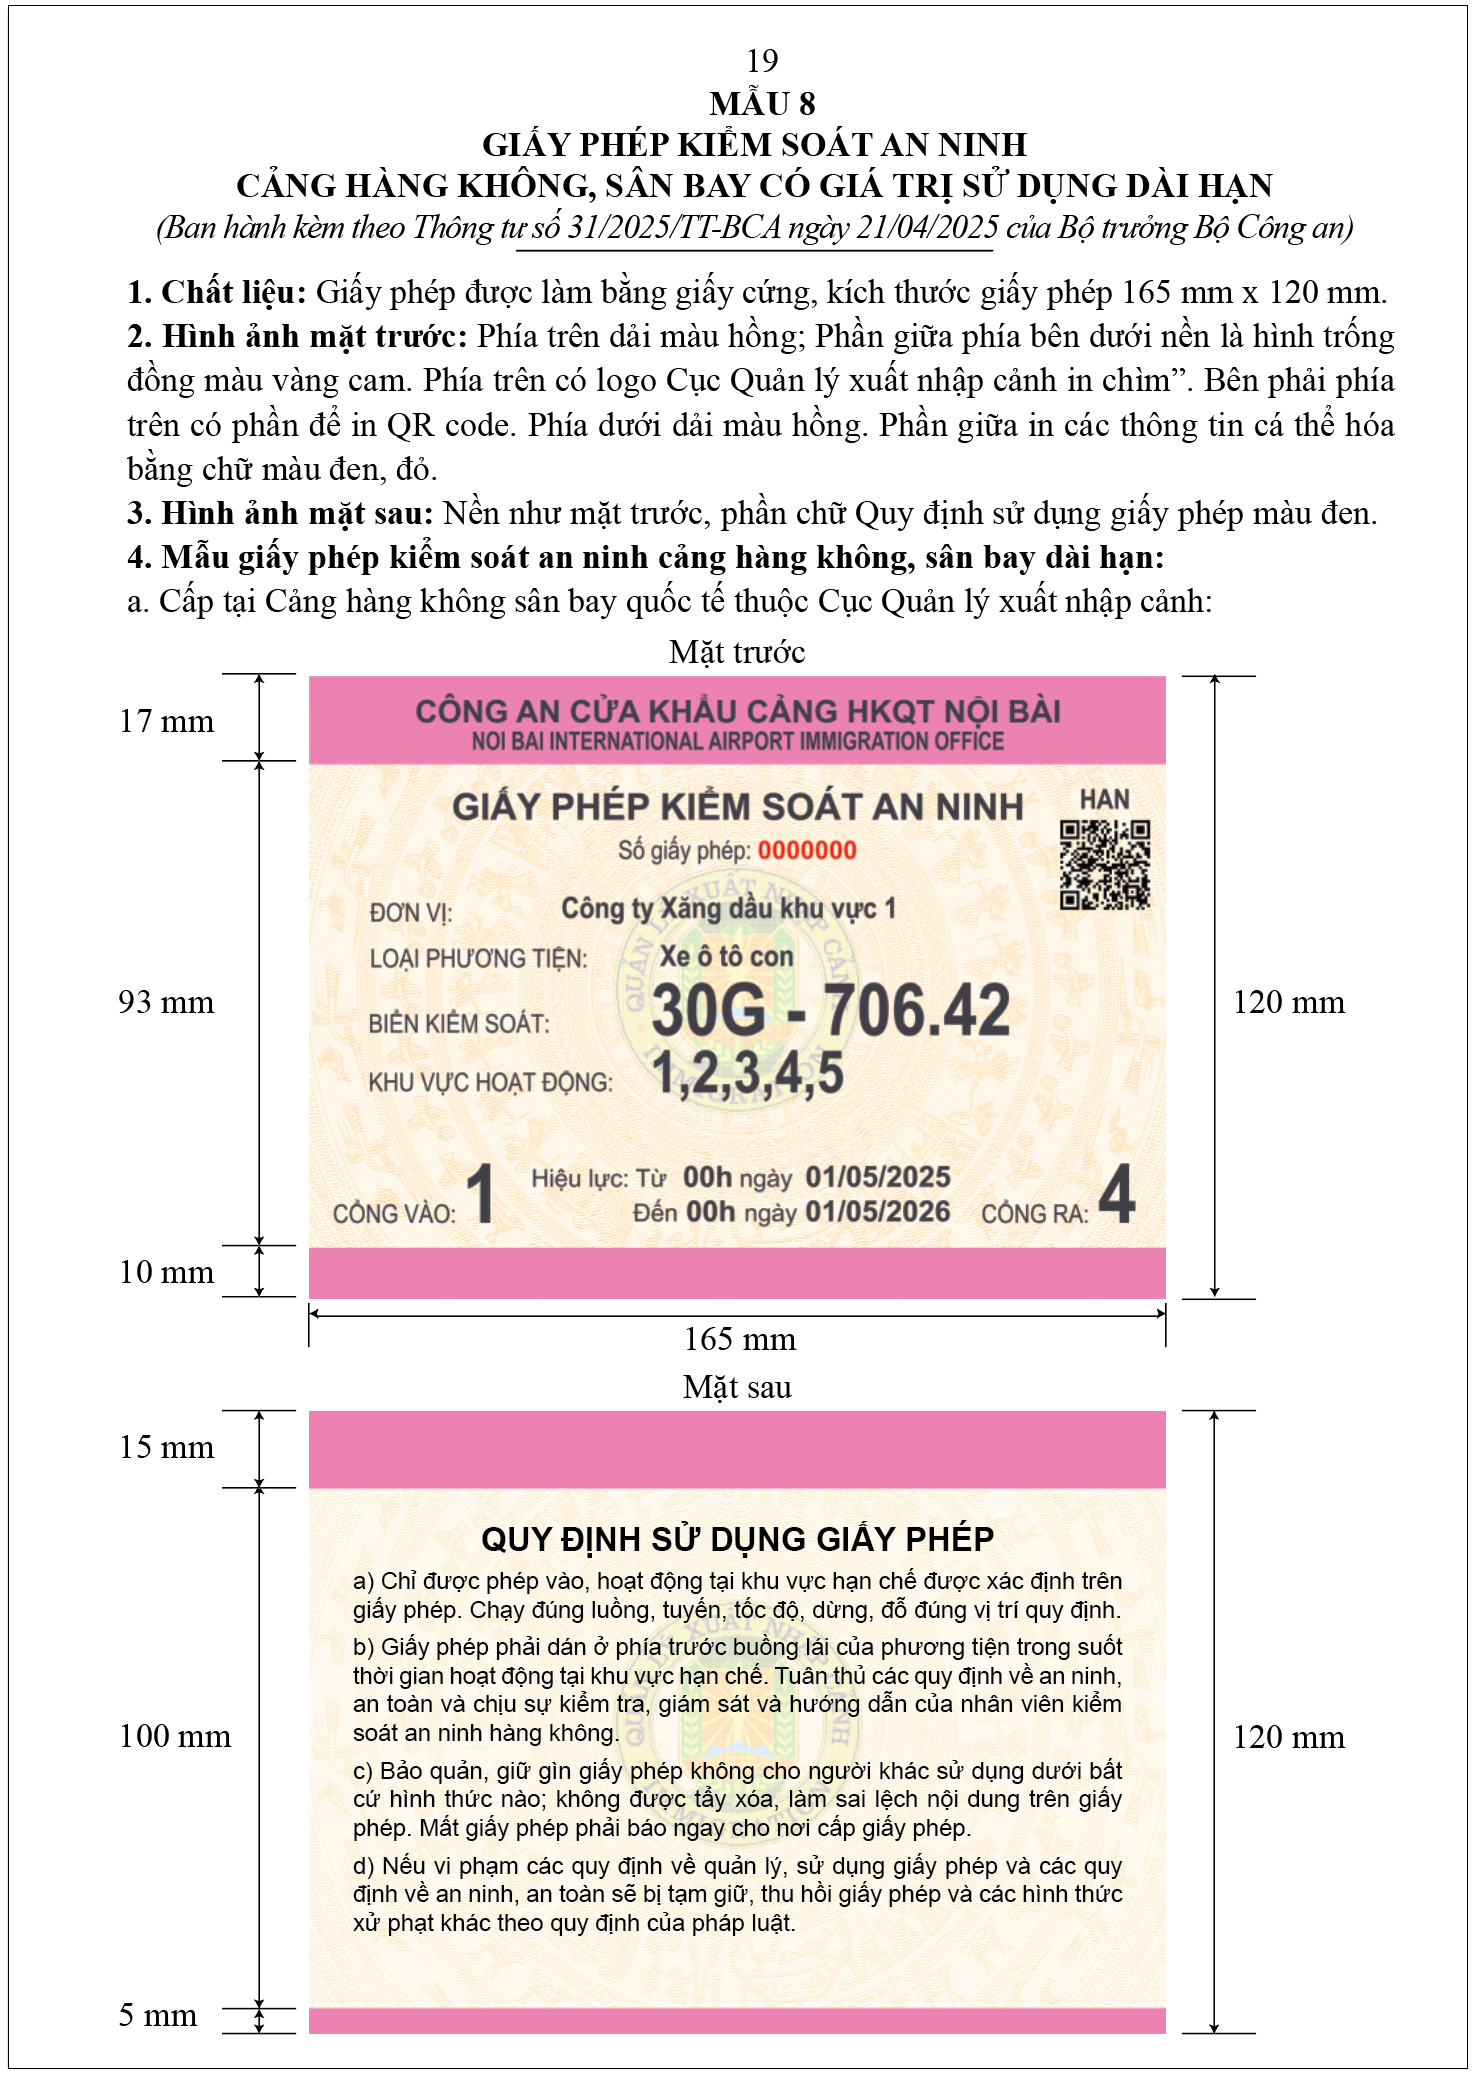 19
MẪU 8
GIẤY PHÉP KIỂM SOÁT AN NINH
CẢNG HÀNG KHÔNG, SÂN BAY CÓ GIÁ TRỊ SỬ DỤNG DÀI HẠN
(Ban hành kèm theo Thông tư số 31/2025/TT-BCA ngày 21/04/2025 của Bộ trưởng Bộ Công an)
1. Chất liệu: Giấy phép được làm bằng giấy cứng, kích thước giấy phép 165 mm x 120 mm.
2. Hình ảnh mặt trước: Phía trên dải màu hồng; Phần giữa phía bên dưới nền là hình trống
đồng màu vàng cam. Phía trên có logo Cục Quản lý xuất nhập cảnh in chìm”. Bên phải phía
trên có phần để in QR code. Phía dưới dải màu hồng. Phần giữa in các thông tin cá thể hóa
bằng chữ màu đen, đỏ.
3. Hình ảnh mặt sau: Nền như mặt trước, phần chữ Quy định sử dụng giấy phép màu đen.
4. Mẫu giấy phép kiểm soát an ninh cảng hàng không, sân bay dài hạn:
a. Cấp tại Cảng hàng không sân bay quốc tế thuộc Cục Quản lý xuất nhập cảnh:
Mặt trước
17 mm
CÔNG AN CỬA KHẨU CẢNG HKQT NỘI BÀI
NOI BAI INTERNATIONAL AIRPORT IMMIGRATION OFFICE
GIẤY PHÉP KIỂM SOÁT AN NINH
HAN
Số giấy phép: 0000000
QUẢN LÝ XUẤT NHẬP CẢNH
IMMIGRATION
ĐƠN VỊ: Công ty Xăng dầu khu vực 1
LOẠI PHƯƠNG TIỆN: Xe ô tô con
93 mm
BIỂN KIỂM SOÁT: 30G - 706.42
120 mm
KHU VỰC HOẠT ĐỘNG: 1,2,3,4,5
Hiệu lực: Từ 00h ngày 01/05/2025
CỔNG VÀO: 1 Đến 00h ngày 01/05/2026 CỔNG RA: 4
10 mm
165 mm
Mặt sau
15 mm
QUY ĐỊNH SỬ DỤNG GIẤY PHÉP
a) Chỉ được phép vào, hoạt động tại khu vực hạn chế được xác định trên
giấy phép. Chạy đúng luồng, tuyến, tốc độ, dừng, đỗ đúng vị trí quy định.
b) Giấy phép phải dán ở phía trước buồng lái của phương tiện trong suốt
thời gian hoạt động tại khu vực hạn chế. Tuân thủ các quy định về an ninh,
an toàn và chịu sự kiểm tra, giám sát và hướng dẫn của nhân viên kiểm
soát an ninh hàng không.
c) Bảo quản, giữ gìn giấy phép không cho người khác sử dụng dưới bất
cứ hình thức nào; không được tẩy xóa, làm sai lệch nội dung trên giấy
phép. Mất giấy phép phải báo ngay cho nơi cấp giấy phép.
d) Nếu vi phạm các quy định về quản lý, sử dụng giấy phép và các quy
định về an ninh, an toàn sẽ bị tạm giữ, thu hồi giấy phép và các hình thức
xử phạt khác theo quy định của pháp luật.
QUẢN LÝ XUẤT NHẬP CẢNH
IMMIGRATION
100 mm
120 mm
5 mm